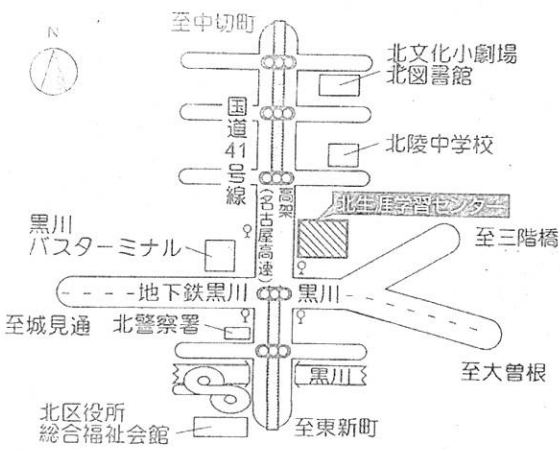 至中切町
N
北文化小劇場
北図書館
国道41号線
北陵中学校
高架
(名古屋高速)
北生涯学習センター
黒川
バスターミナル
至三階橋
地下鉄黒川
黒川
至城見通
北警察署
黒川
至大曽根
北区役所
総合福祉会館
至東新町